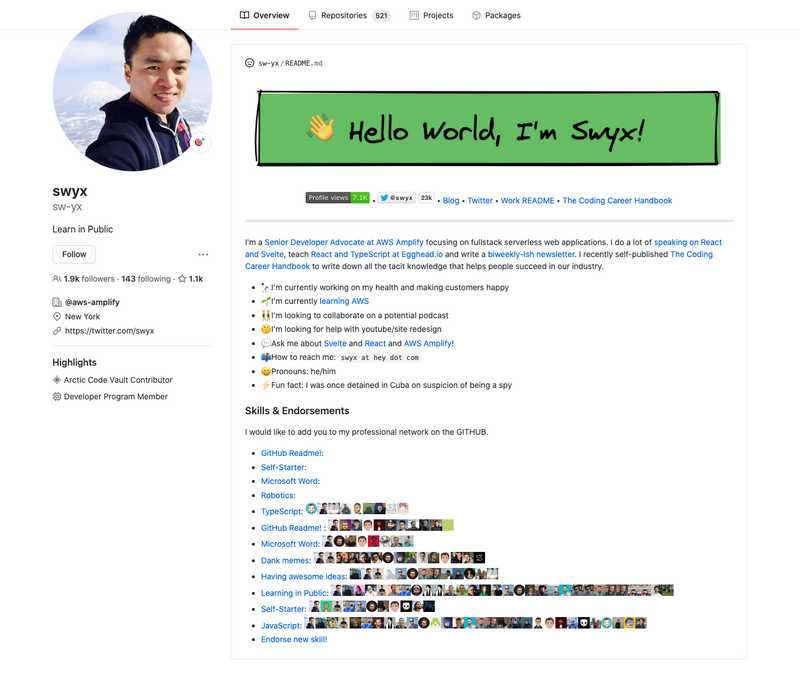 Overview
Repositories 521
Projects
Packages
swyx
sw-yx
Learn in Public
Follow
1.9k followers · 143 following · 1.1k
@aws-amplify
New York
https://twitter.com/swyx
Highlights
Arctic Code Vault Contributor
Developer Program Member
sw-yx/README.md
👋 Hello World, I'm Swyx!
Profile views 7.1K • @swyx 23k • Blog • Twitter • Work README • The Coding Career Handbook
I'm a Senior Developer Advocate at AWS Amplify focusing on fullstack serverless web applications. I do a lot of speaking on React
and Svelte, teach React and TypeScript at Egghead.io and write a biweekly-ish newsletter. I recently self-published The Coding
Career Handbook to write down all the tacit knowledge that helps people succeed in our industry.
I'm currently working on my health and making customers happy
I'm currently learning AWS
I'm looking to collaborate on a potential podcast
I'm looking for help with youtube/site redesign
Ask me about Svelte and React and AWS Amplify!
How to reach me: swyx at hey dot com
Pronouns: he/him
Fun fact: I was once detained in Cuba on suspicion of being a spy
Skills & Endorsements
I would like to add you to my professional network on the GITHUB.
GitHub Readme!:
Self-Starter:
Microsoft Word:
Robotics:
TypeScript:
GitHub Readme! :
Microsoft Word:
Dank memes:
Having awesome ideas:
Learning in Public:
Self-Starter:
JavaScript:
Endorse new skill!